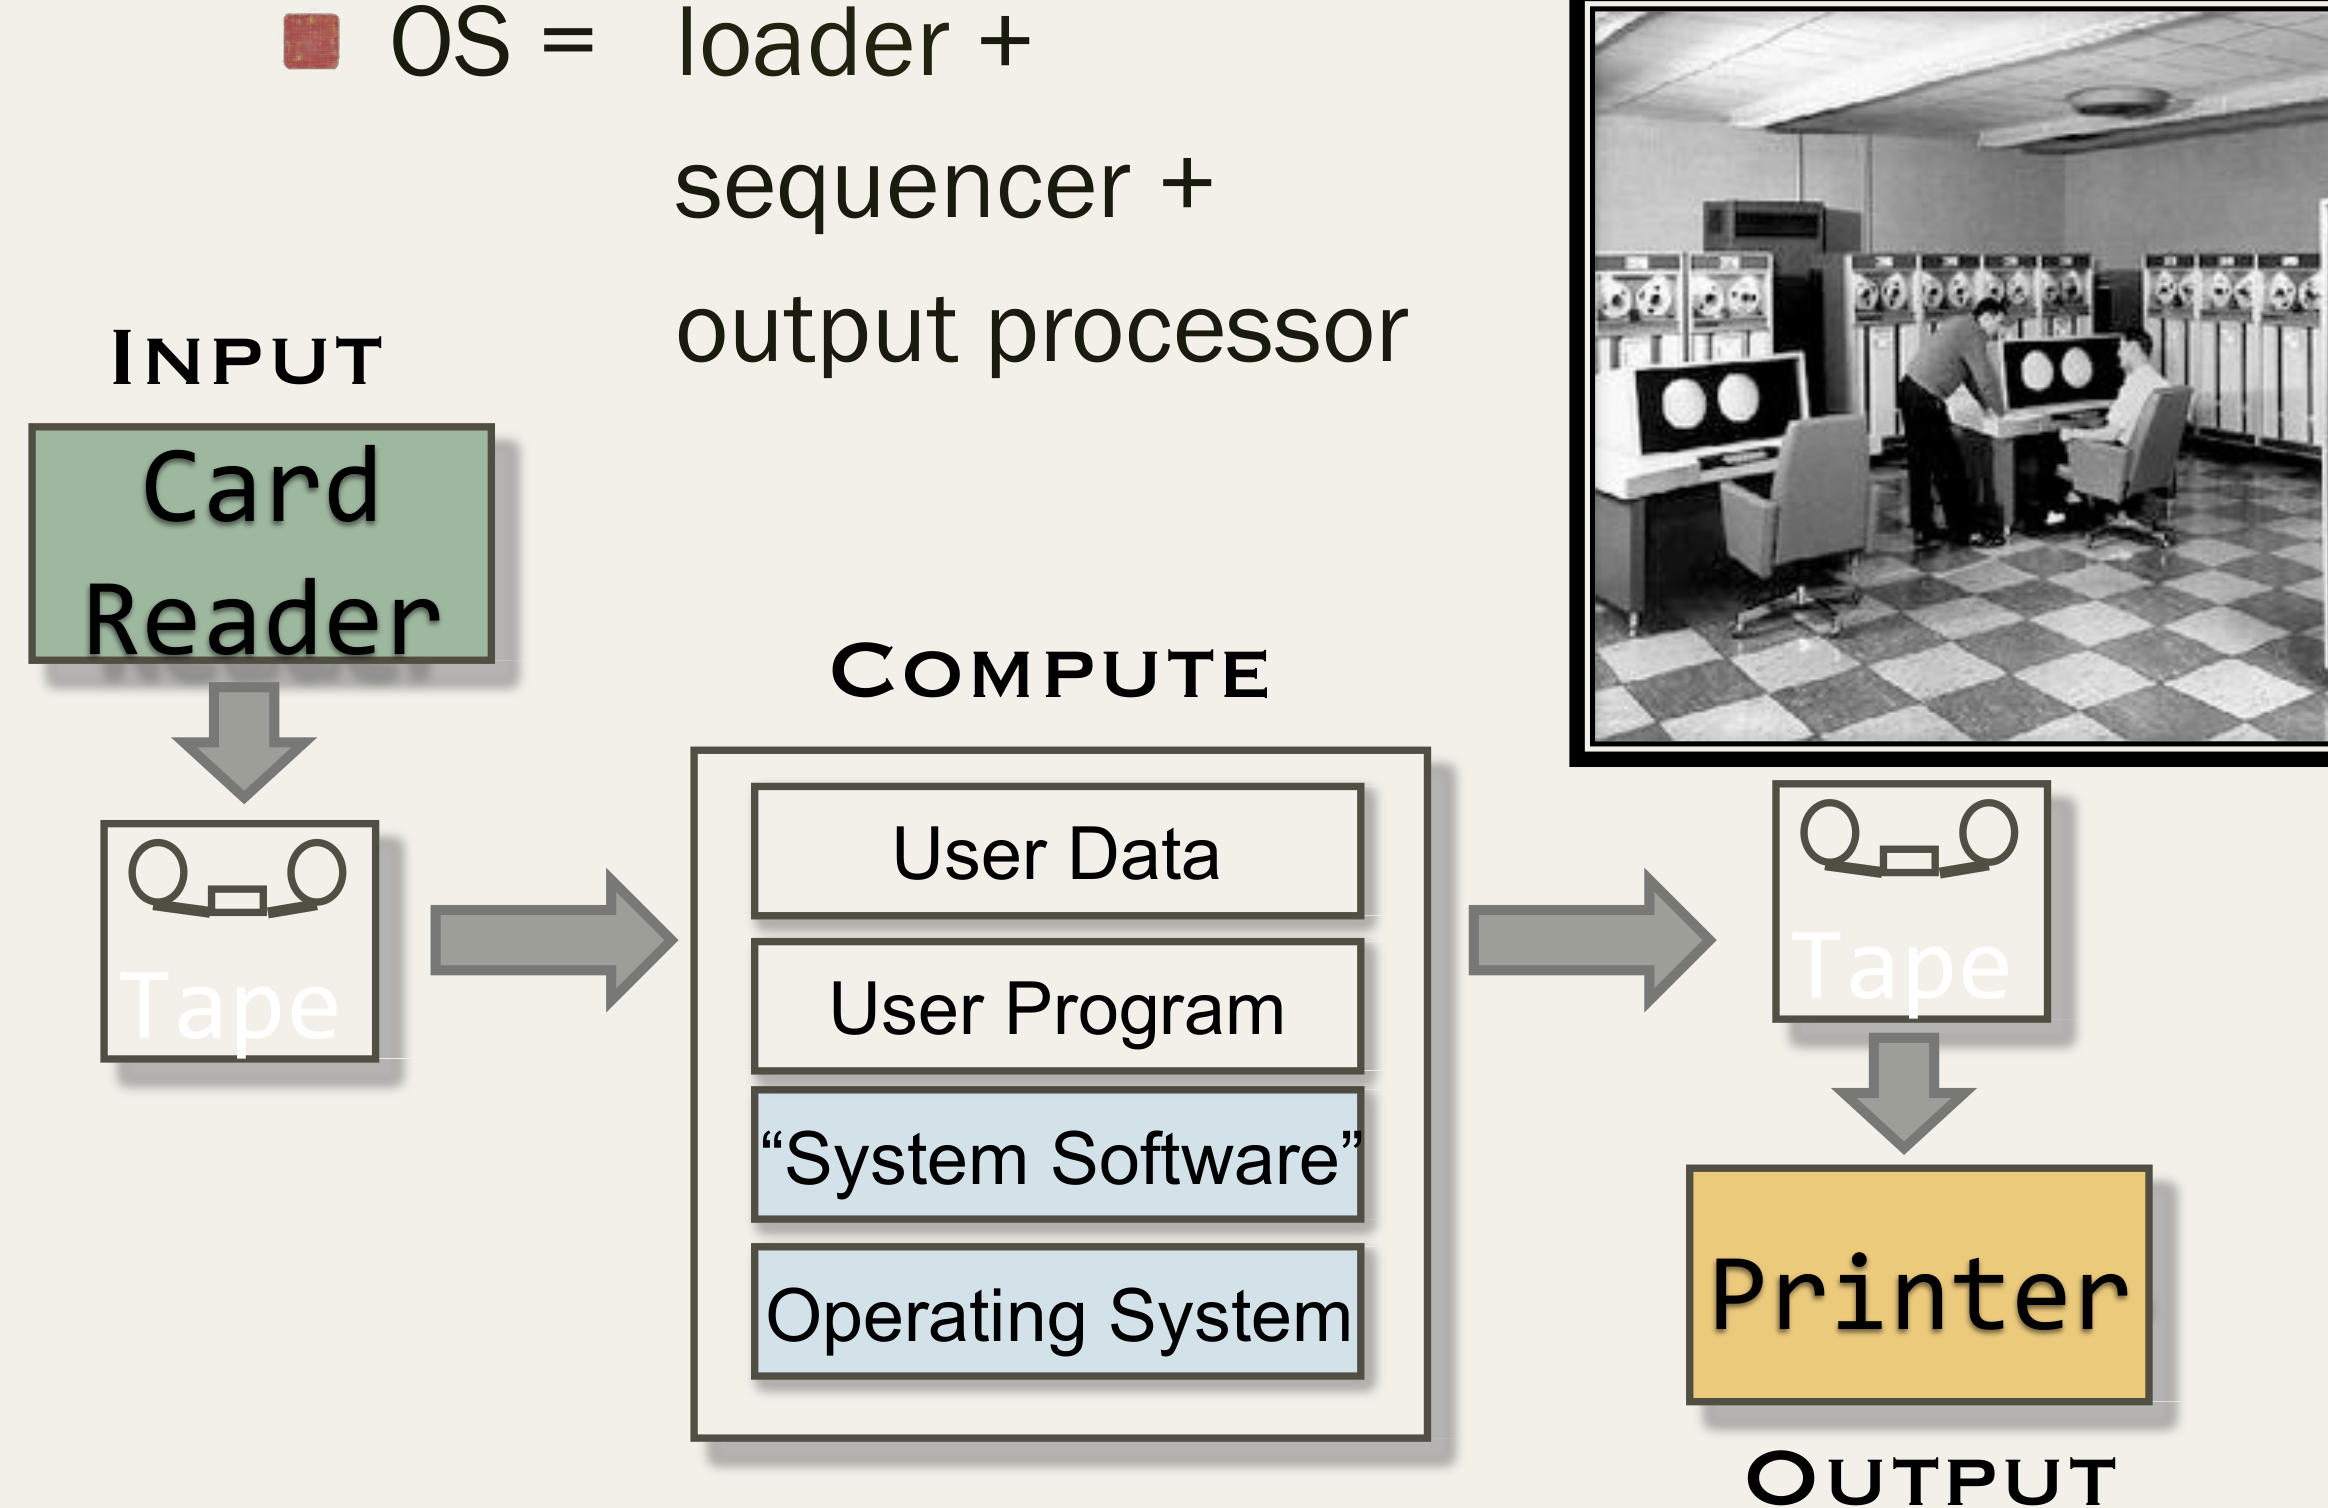 OS = loader +
sequencer +
output processor
INPUT
Card
Reader
Tape
COMPUTE
User Data
User Program
“System Software”
Operating System
Tape
Printer
OUTPUT